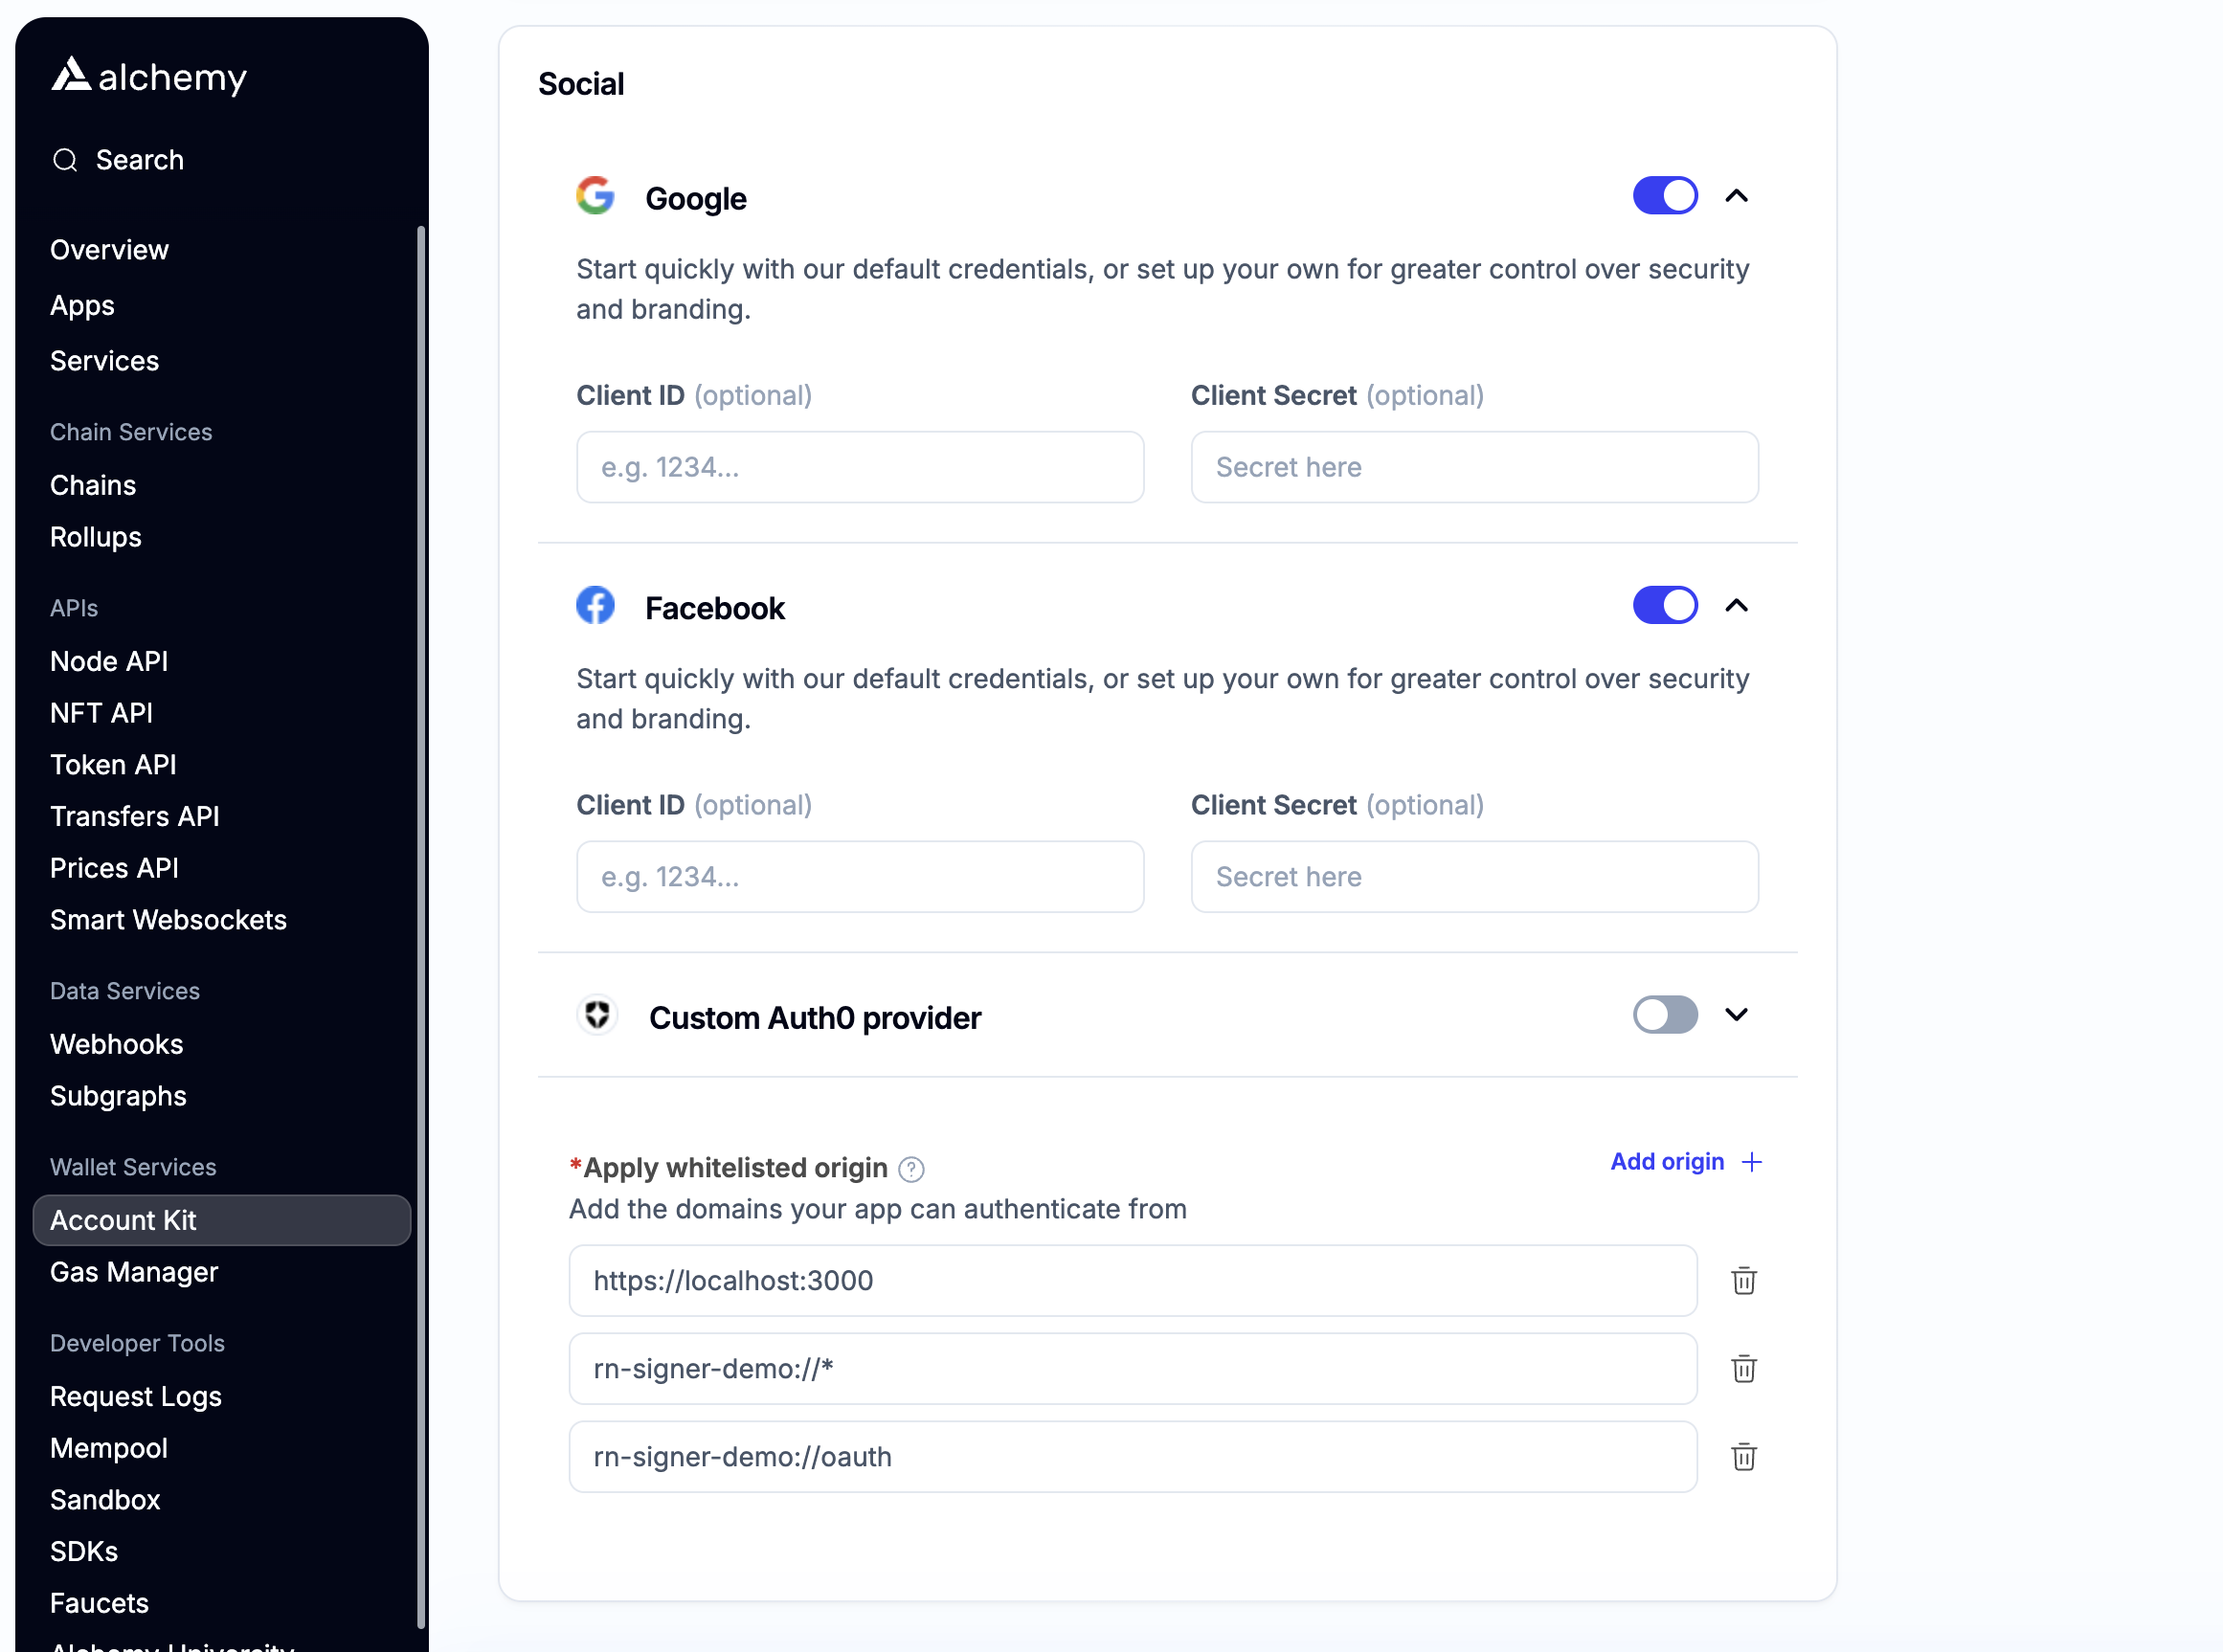 alchemy
Search
Overview
Apps
Services
Chain Services
Chains
Rollups
APIs
Node API
NFT API
Token API
Transfers API
Prices API
Smart Websockets
Data Services
Webhooks
Subgraphs
Wallet Services
Account Kit
Gas Manager
Developer Tools
Request Logs
Mempool
Sandbox
SDKs
Faucets
Alchemy University
Social
Google
Start quickly with our default credentials, or set up your own for greater control over security
and branding.
Client ID (optional)
Client Secret (optional)
e.g. 1234...
Secret here
Facebook
Start quickly with our default credentials, or set up your own for greater control over security
and branding.
Client ID (optional)
Client Secret (optional)
e.g. 1234...
Secret here
Custom Auth0 provider
*Apply whitelisted origin ?
Add origin +
Add the domains your app can authenticate from
https://localhost:3000
rn-signer-demo://*
rn-signer-demo://oauth